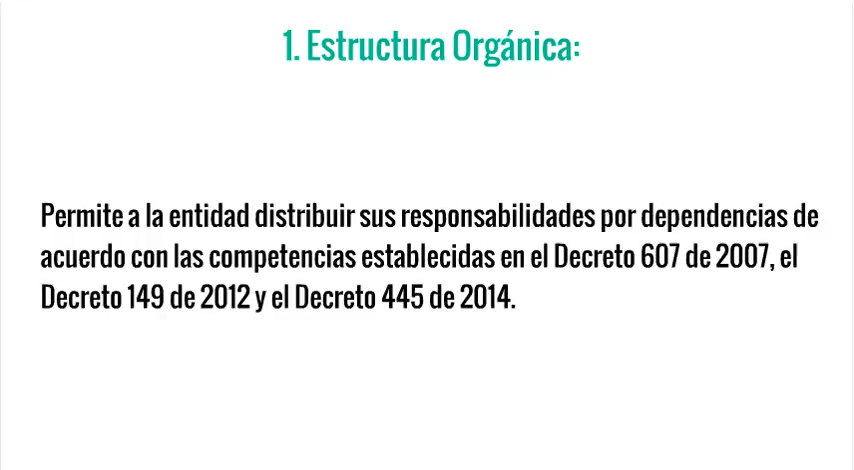 1. Estructura Orgánica:
Permite a la entidad distribuir sus responsabilidades por dependencias de
acuerdo con las competencias establecidas en el Decreto 607 de 2007, el
Decreto 149 de 2012 y el Decreto 445 de 2014.